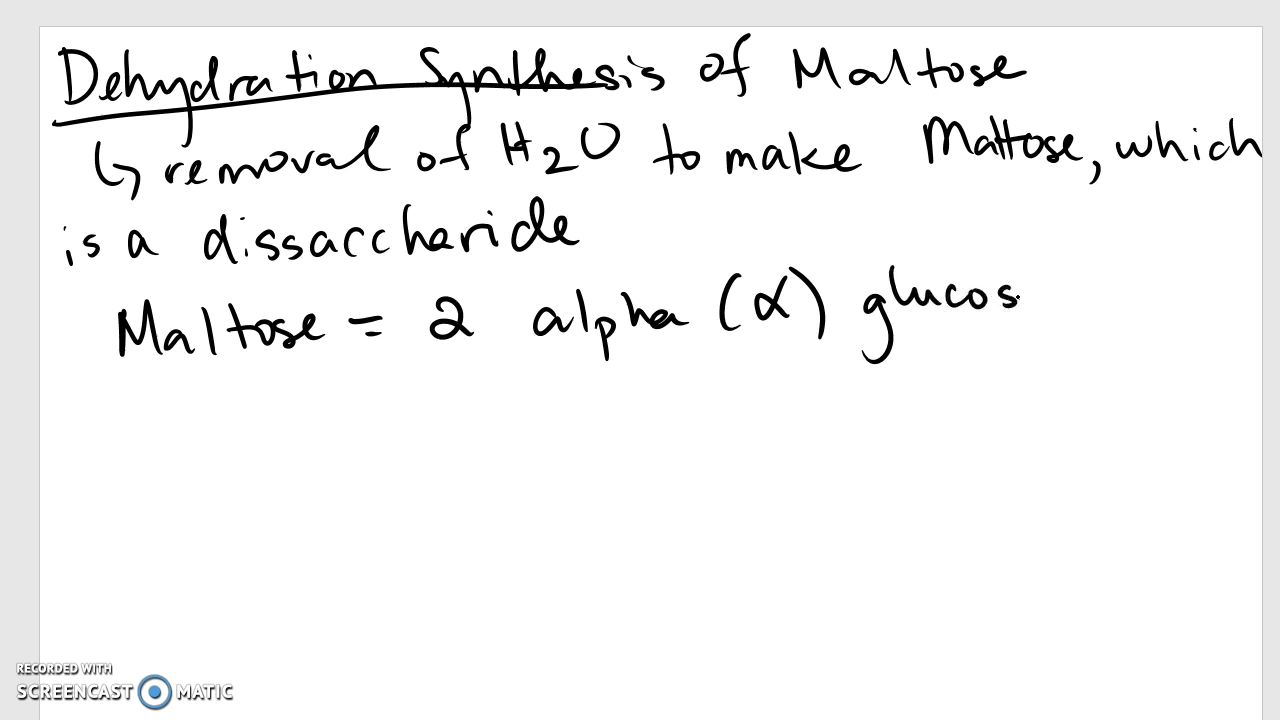 Dehydration Synthesis of Maltose
↳ removal of H2O to make Maltose, which
is a dissaccharide
Maltose = 2 alpha (α) glucos
RECORDED WITH
SCREENCAST MATIC